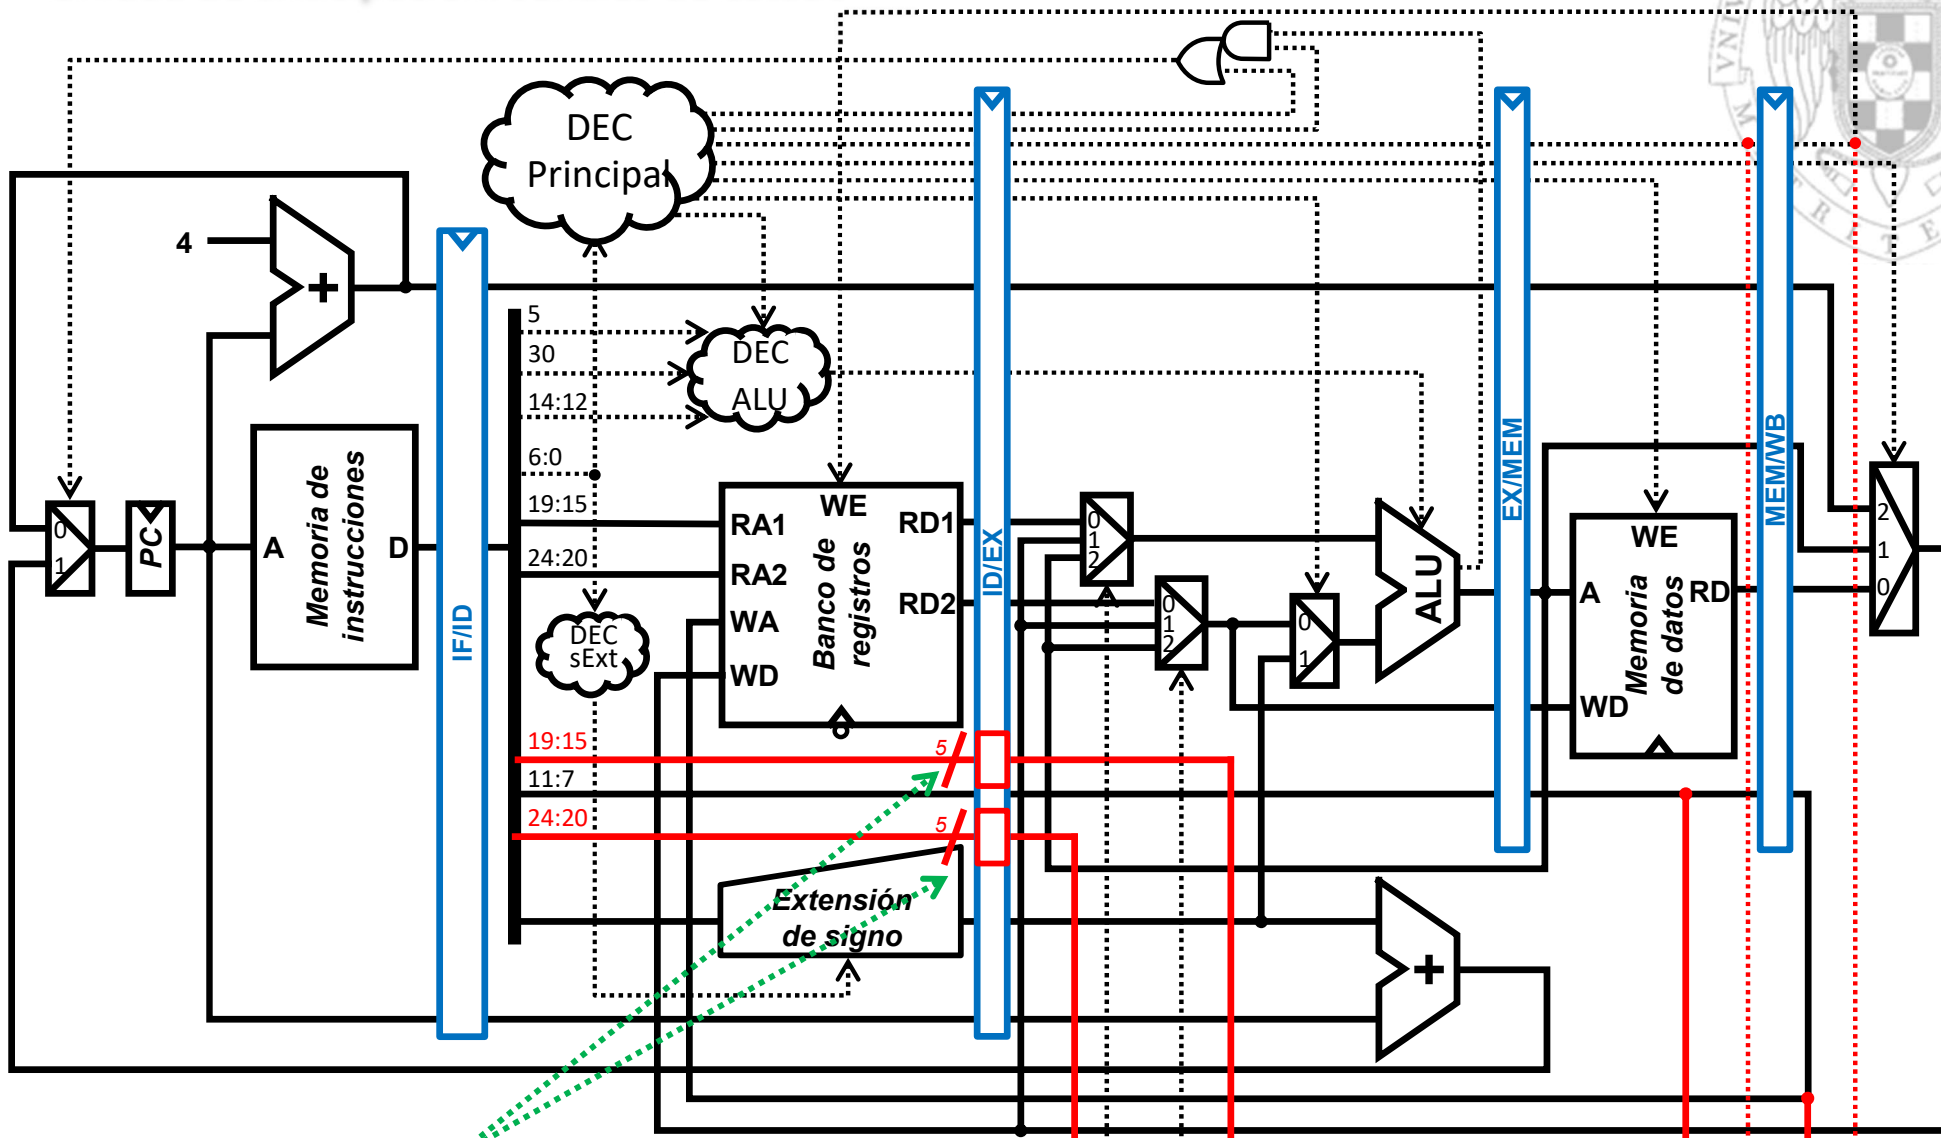 DEC
Principal
4
+
5
30
14:12
6:0
19:15
24:20
DEC
ALU
DEC
sExt
0
1
PC
A
D
Memoria de
instrucciones
IF/ID
RA1
RA2
WA
WD
WE
RD1
RD2
Banco de
registros
ID/EX
0
1
2
0
1
2
0
1
ALU
EX/MEM
A
WD
WE
RD
Memoria
de datos
MEM/WB
2
1
0
19:15
5
11:7
24:20
5
Extensión
de signo
+